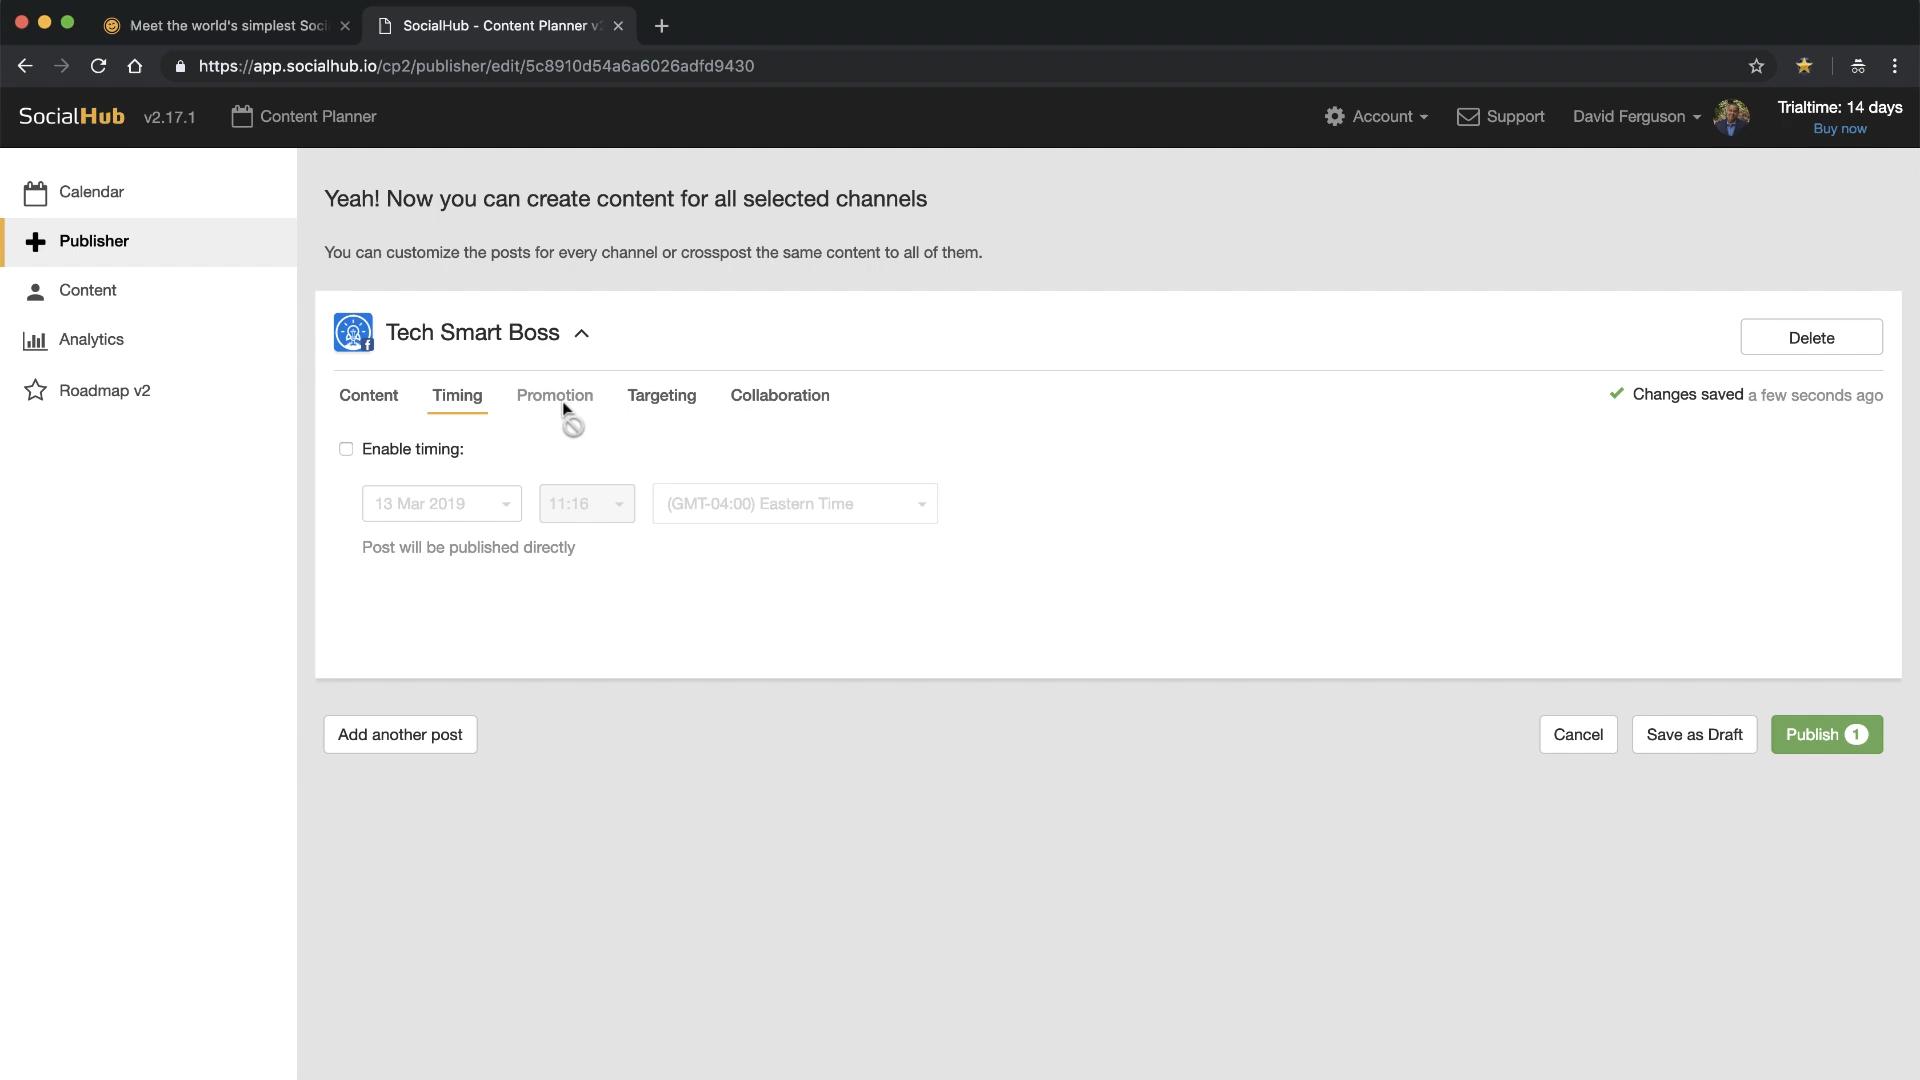 Meet the world's simplest Soci
SocialHub - Content Planner v2
https://app.socialhub.io/cp2/publisher/edit/5c8910d54a6a6026adfd9430
SocialHub v2.17.1 Content Planner Account Support David Ferguson Trialtime: 14 days
Buy now
Calendar
Publisher
Content
Analytics
Roadmap v2
Yeah! Now you can create content for all selected channels
You can customize the posts for every channel or crosspost the same content to all of them.
Tech Smart Boss
Delete
Content Timing Promotion Targeting Collaboration
Changes saved a few seconds ago
Enable timing:
13 Mar 2019 11:16 (GMT-04:00) Eastern Time
Post will be published directly
Add another post
Cancel Save as Draft Publish 1